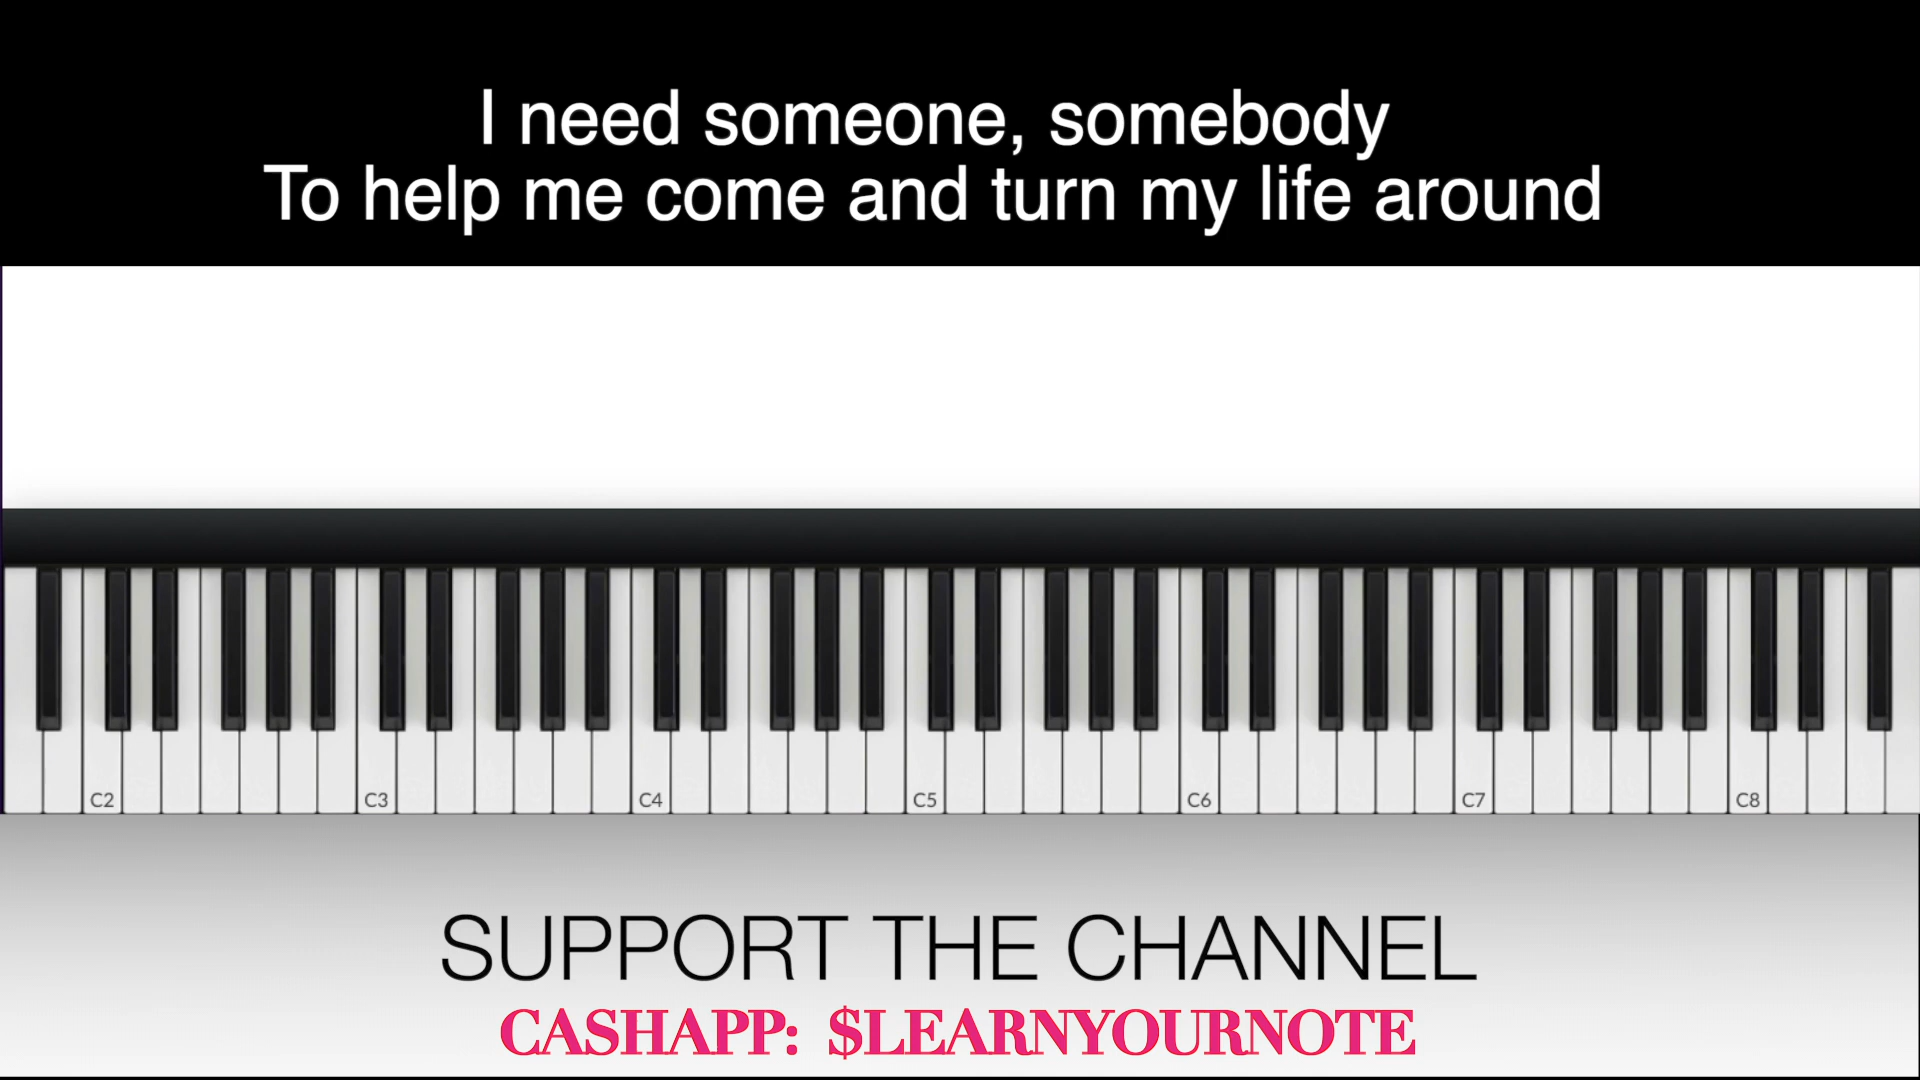 I need someone, somebody
To help me come and turn my life around
C2 C3 C4 C5 C6 C7 C8
SUPPORT THE CHANNEL
CASHAPP: $LEARNYOURNOTE